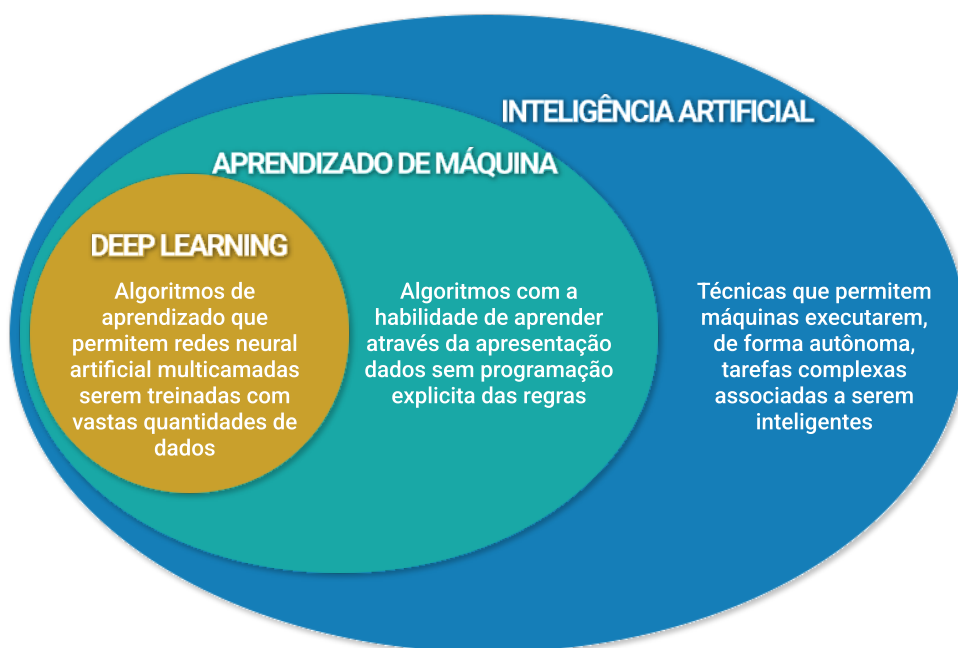 INTELIGÊNCIA ARTIFICIAL
APRENDIZADO DE MÁQUINA
DEEP LEARNING
Algoritmos de
aprendizado que
permitem redes neural
artificial multicamadas
serem treinadas com
vastas quantidades de
dados
Algoritmos com a
habilidade de aprender
através da apresentação
dados sem programação
explicita das regras
Técnicas que permitem
máquinas executarem,
de forma autônoma,
tarefas complexas
associadas a serem
inteligentes